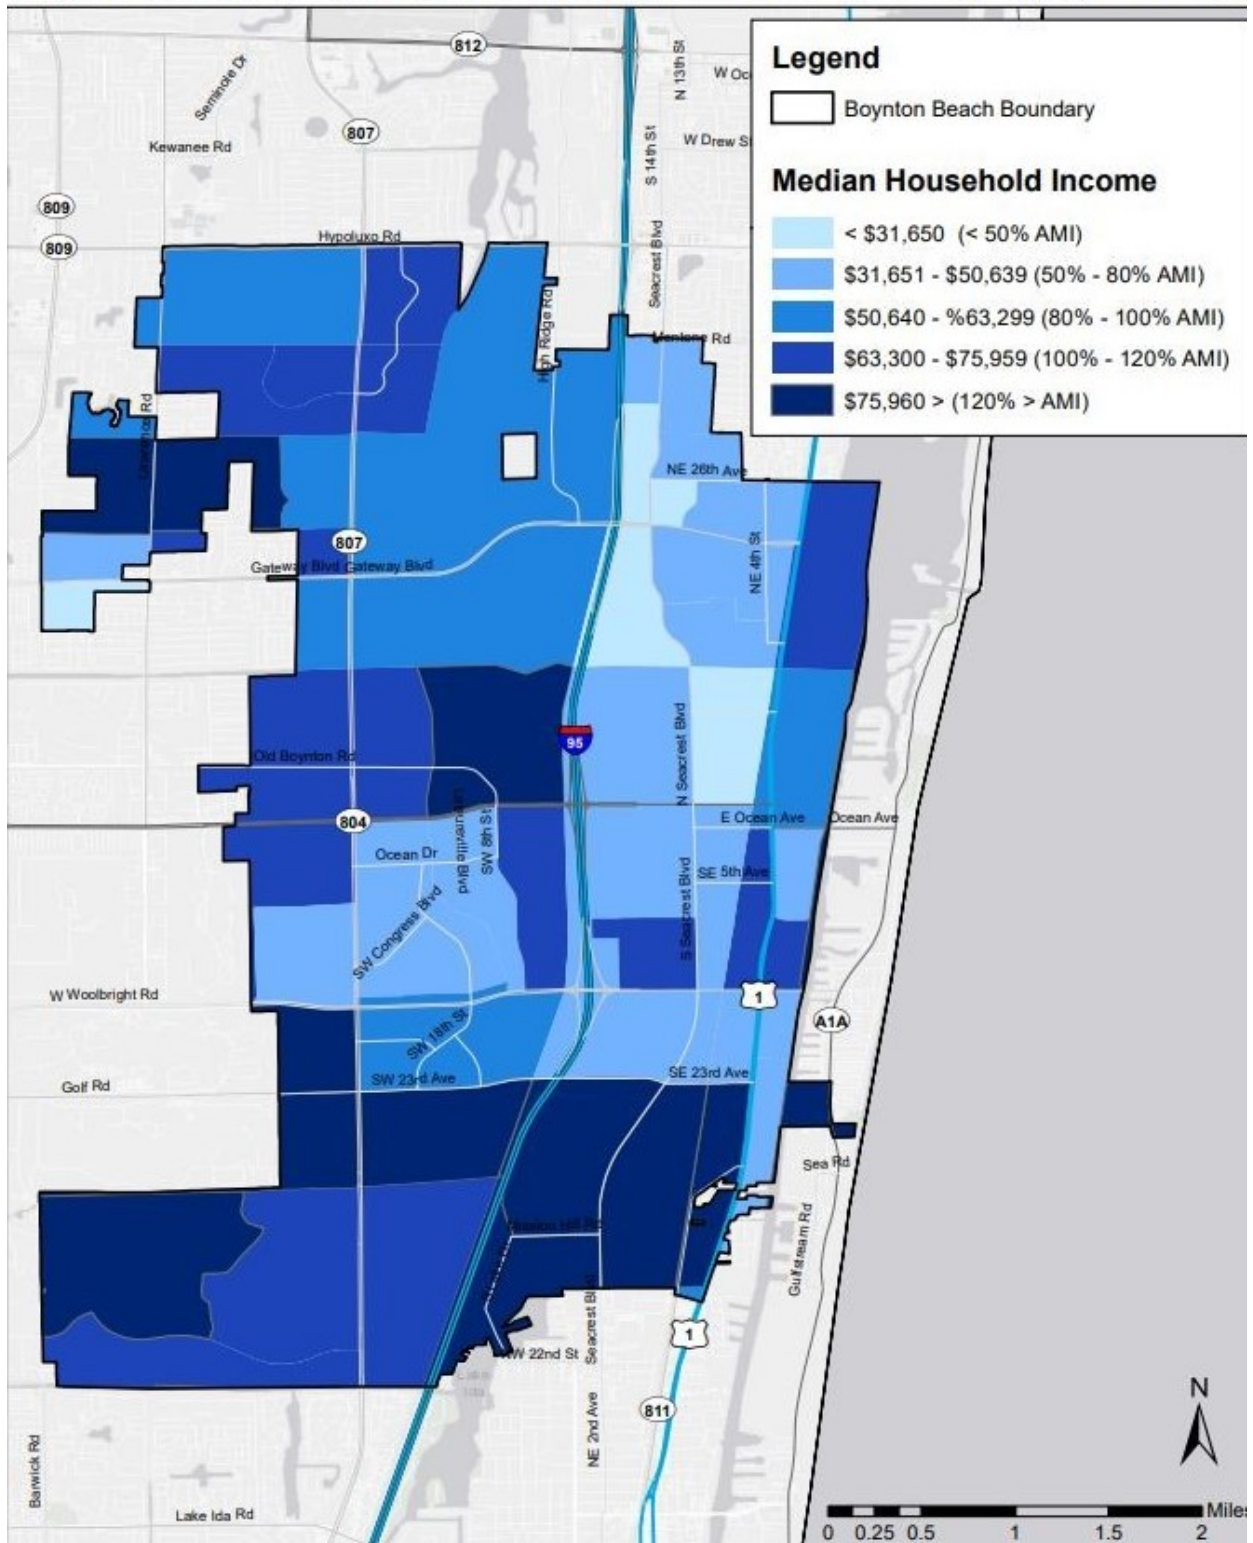 812
Seminole Dr
N 13th St
W Oc
807
Kewanee Rd
S 14th St
W Drew S
809
809
Hypoluxo Rd
Seacrest Blvd
High Ridge Rd
Rd
NE 26th Ave
807
Gateway Blvd
Gateway Blvd
NE 4th St
95
Old Boynton Rd
N Seacrest Blvd
804
SW 8th St
E Ocean Ave
Ocean Ave
Ocean Dr
SE 5th Ave
SW Congress Blvd
S Seacrest Blvd
W Woolbright Rd
1
A1A
SW 18th St
Golf Rd
SW 23rd Ave
SE 23rd Ave
Sea Rd
Gulfstream Rd
Seacrest Blvd
1
NW 22nd St
811
NE 2nd Ave
Barwick Rd
Lake Ida Rd
Legend
Boynton Beach Boundary
Median Household Income
< $31,650 (< 50% AMI)
$31,651 - $50,639 (50% - 80% AMI)
$50,640 - %63,299 (80% - 100% AMI)
$63,300 - $75,959 (100% - 120% AMI)
$75,960 > (120% > AMI)
N
Miles
0 0.25 0.5 1 1.5 2